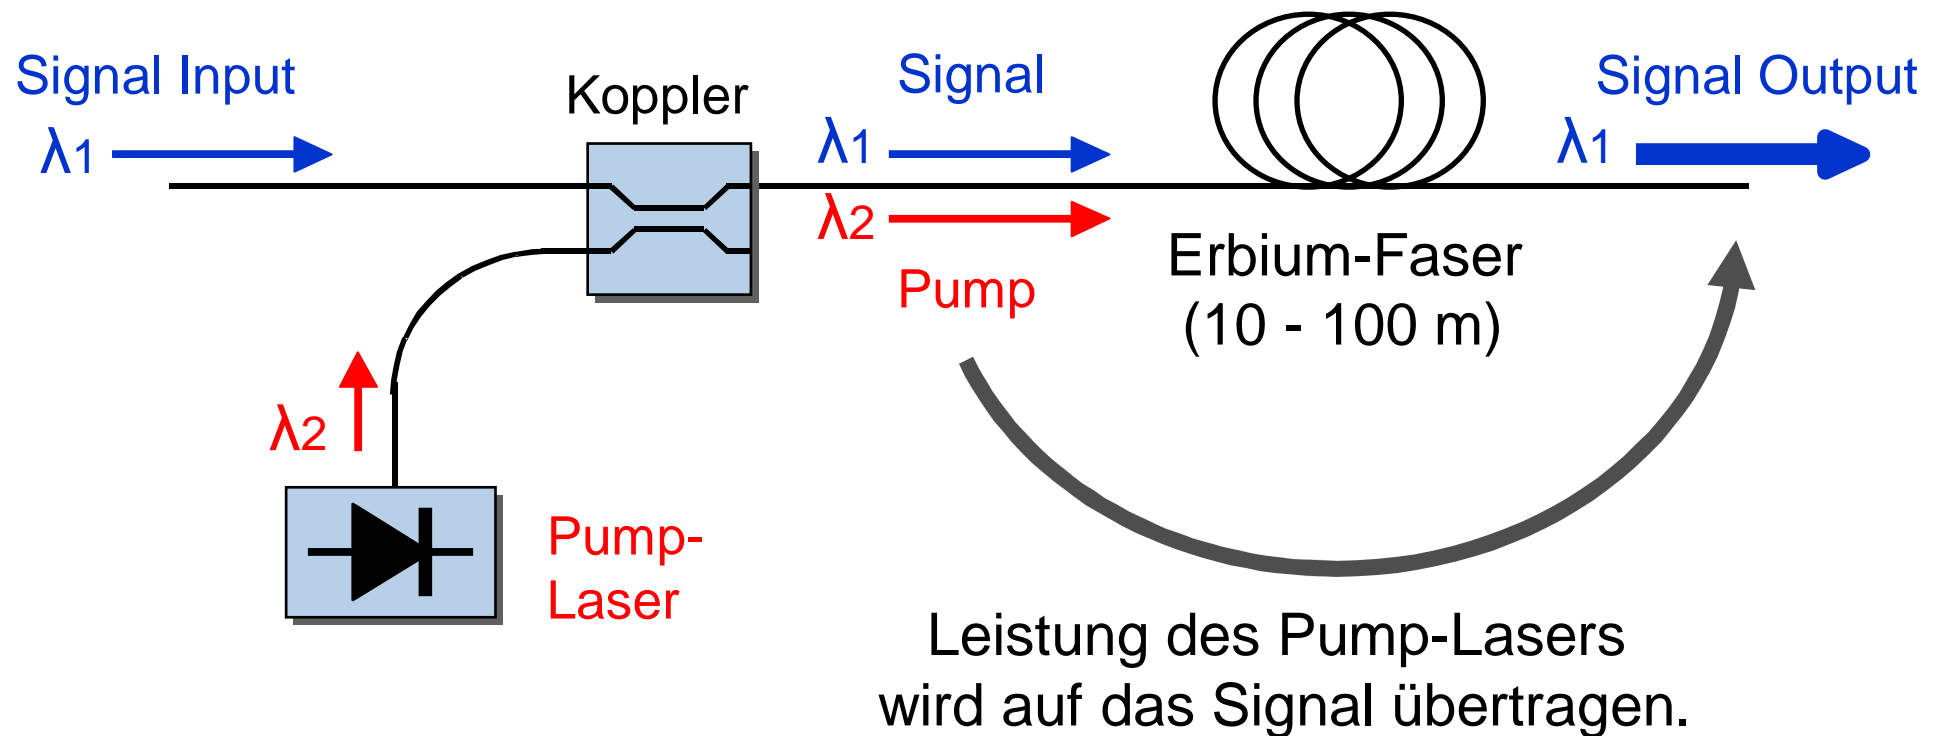 Signal Input
λ1
Koppler
Signal
λ1
λ2
Pump
Signal Output
λ1
Erbium-Faser
(10 - 100 m)
λ2
Pump-
Laser
Leistung des Pump-Lasers
wird auf das Signal übertragen.